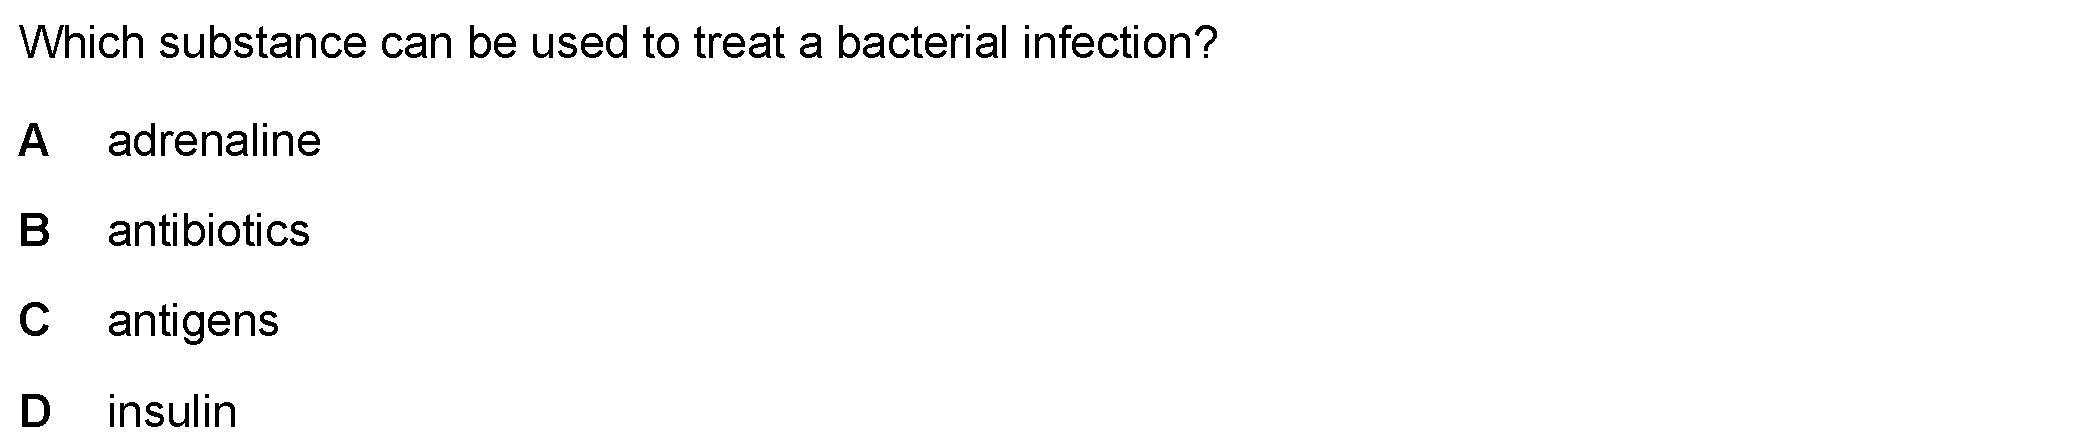 Which substance can be used to treat a bacterial infection?
A adrenaline
B antibiotics
C antigens
D insulin